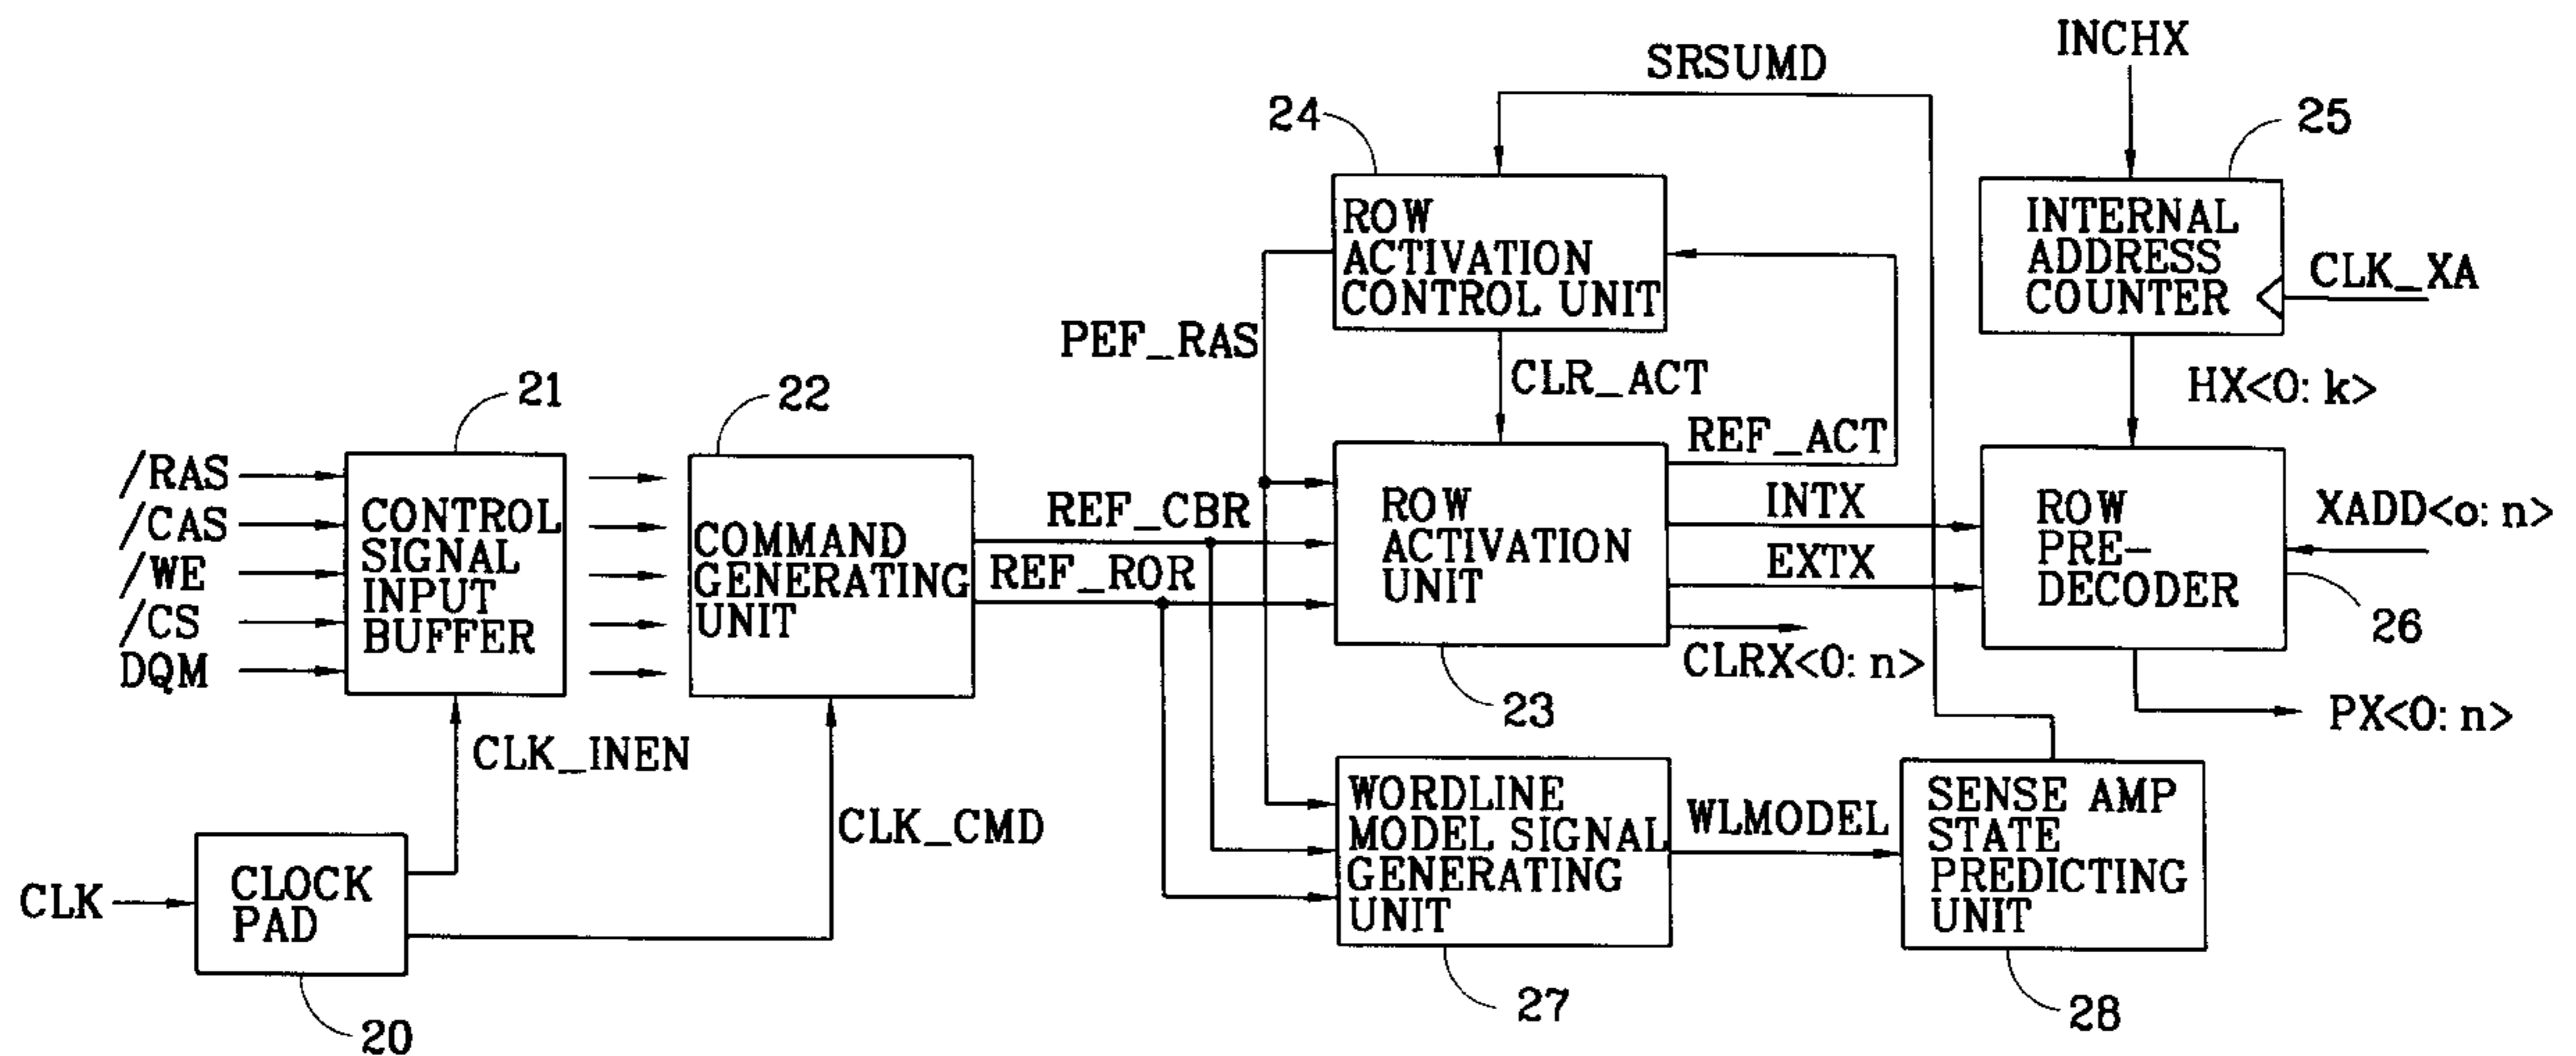 INCHX
SRSUMD
24
25
ROW
ACTIVATION
CONTROL UNIT
INTERNAL
ADDRESS
COUNTER
CLK_XA
PEF_RAS
CLR_ACT
HX<0: k>
21
22
REF_ACT
/RAS
/CAS
/WE
/CS
DQM
CONTROL
SIGNAL
INPUT
BUFFER
COMMAND
GENERATING
UNIT
REF_CBR
REF_ROR
ROW
ACTIVATION
UNIT
INTX
EXTX
CLRX<0: n>
ROW
PRE-
DECODER
XADD<o: n>
26
23
PX<0: n>
CLK_INEN
CLK_CMD
WORDLINE
MODEL SIGNAL
GENERATING
UNIT
WLMODEL
SENSE AMP
STATE
PREDICTING
UNIT
CLK
CLOCK
PAD
20
27
28